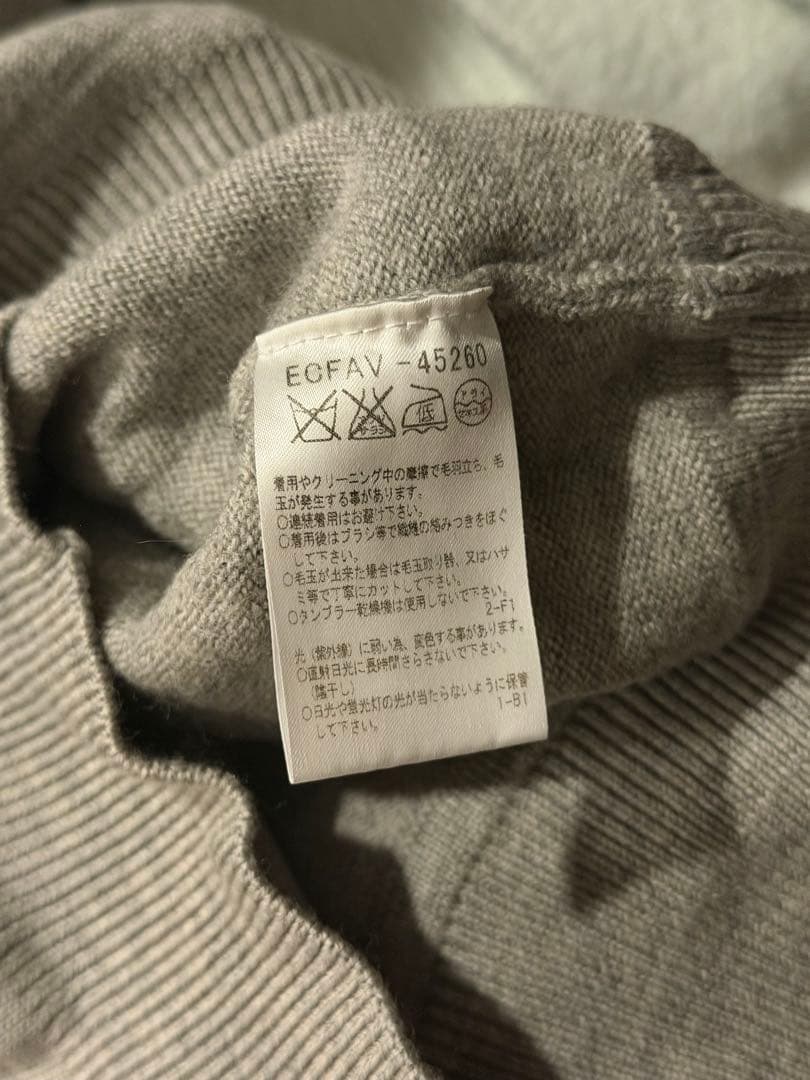 EOFAV -45260
低
着用やクリーニング中の摩擦で毛羽立ち、毛
玉が発生する事があります。
○連続着用はお避け下さい。
○着用後はブラシ等で繊維の絡みつきをほぐ
して下さい。
○毛玉が出来た場合は毛玉取り器、又はハサ
ミ等で丁寧にカットして下さい。
○タンブラー乾燥機は使用しないで下さい。
2-F1
光(紫外線)に弱い為、変色する事があります。
○直射日光に長時間さらさないで下さい。
(陰干し)
○日光や蛍光灯の光が当たらないように保管
して下さい。
1-B1